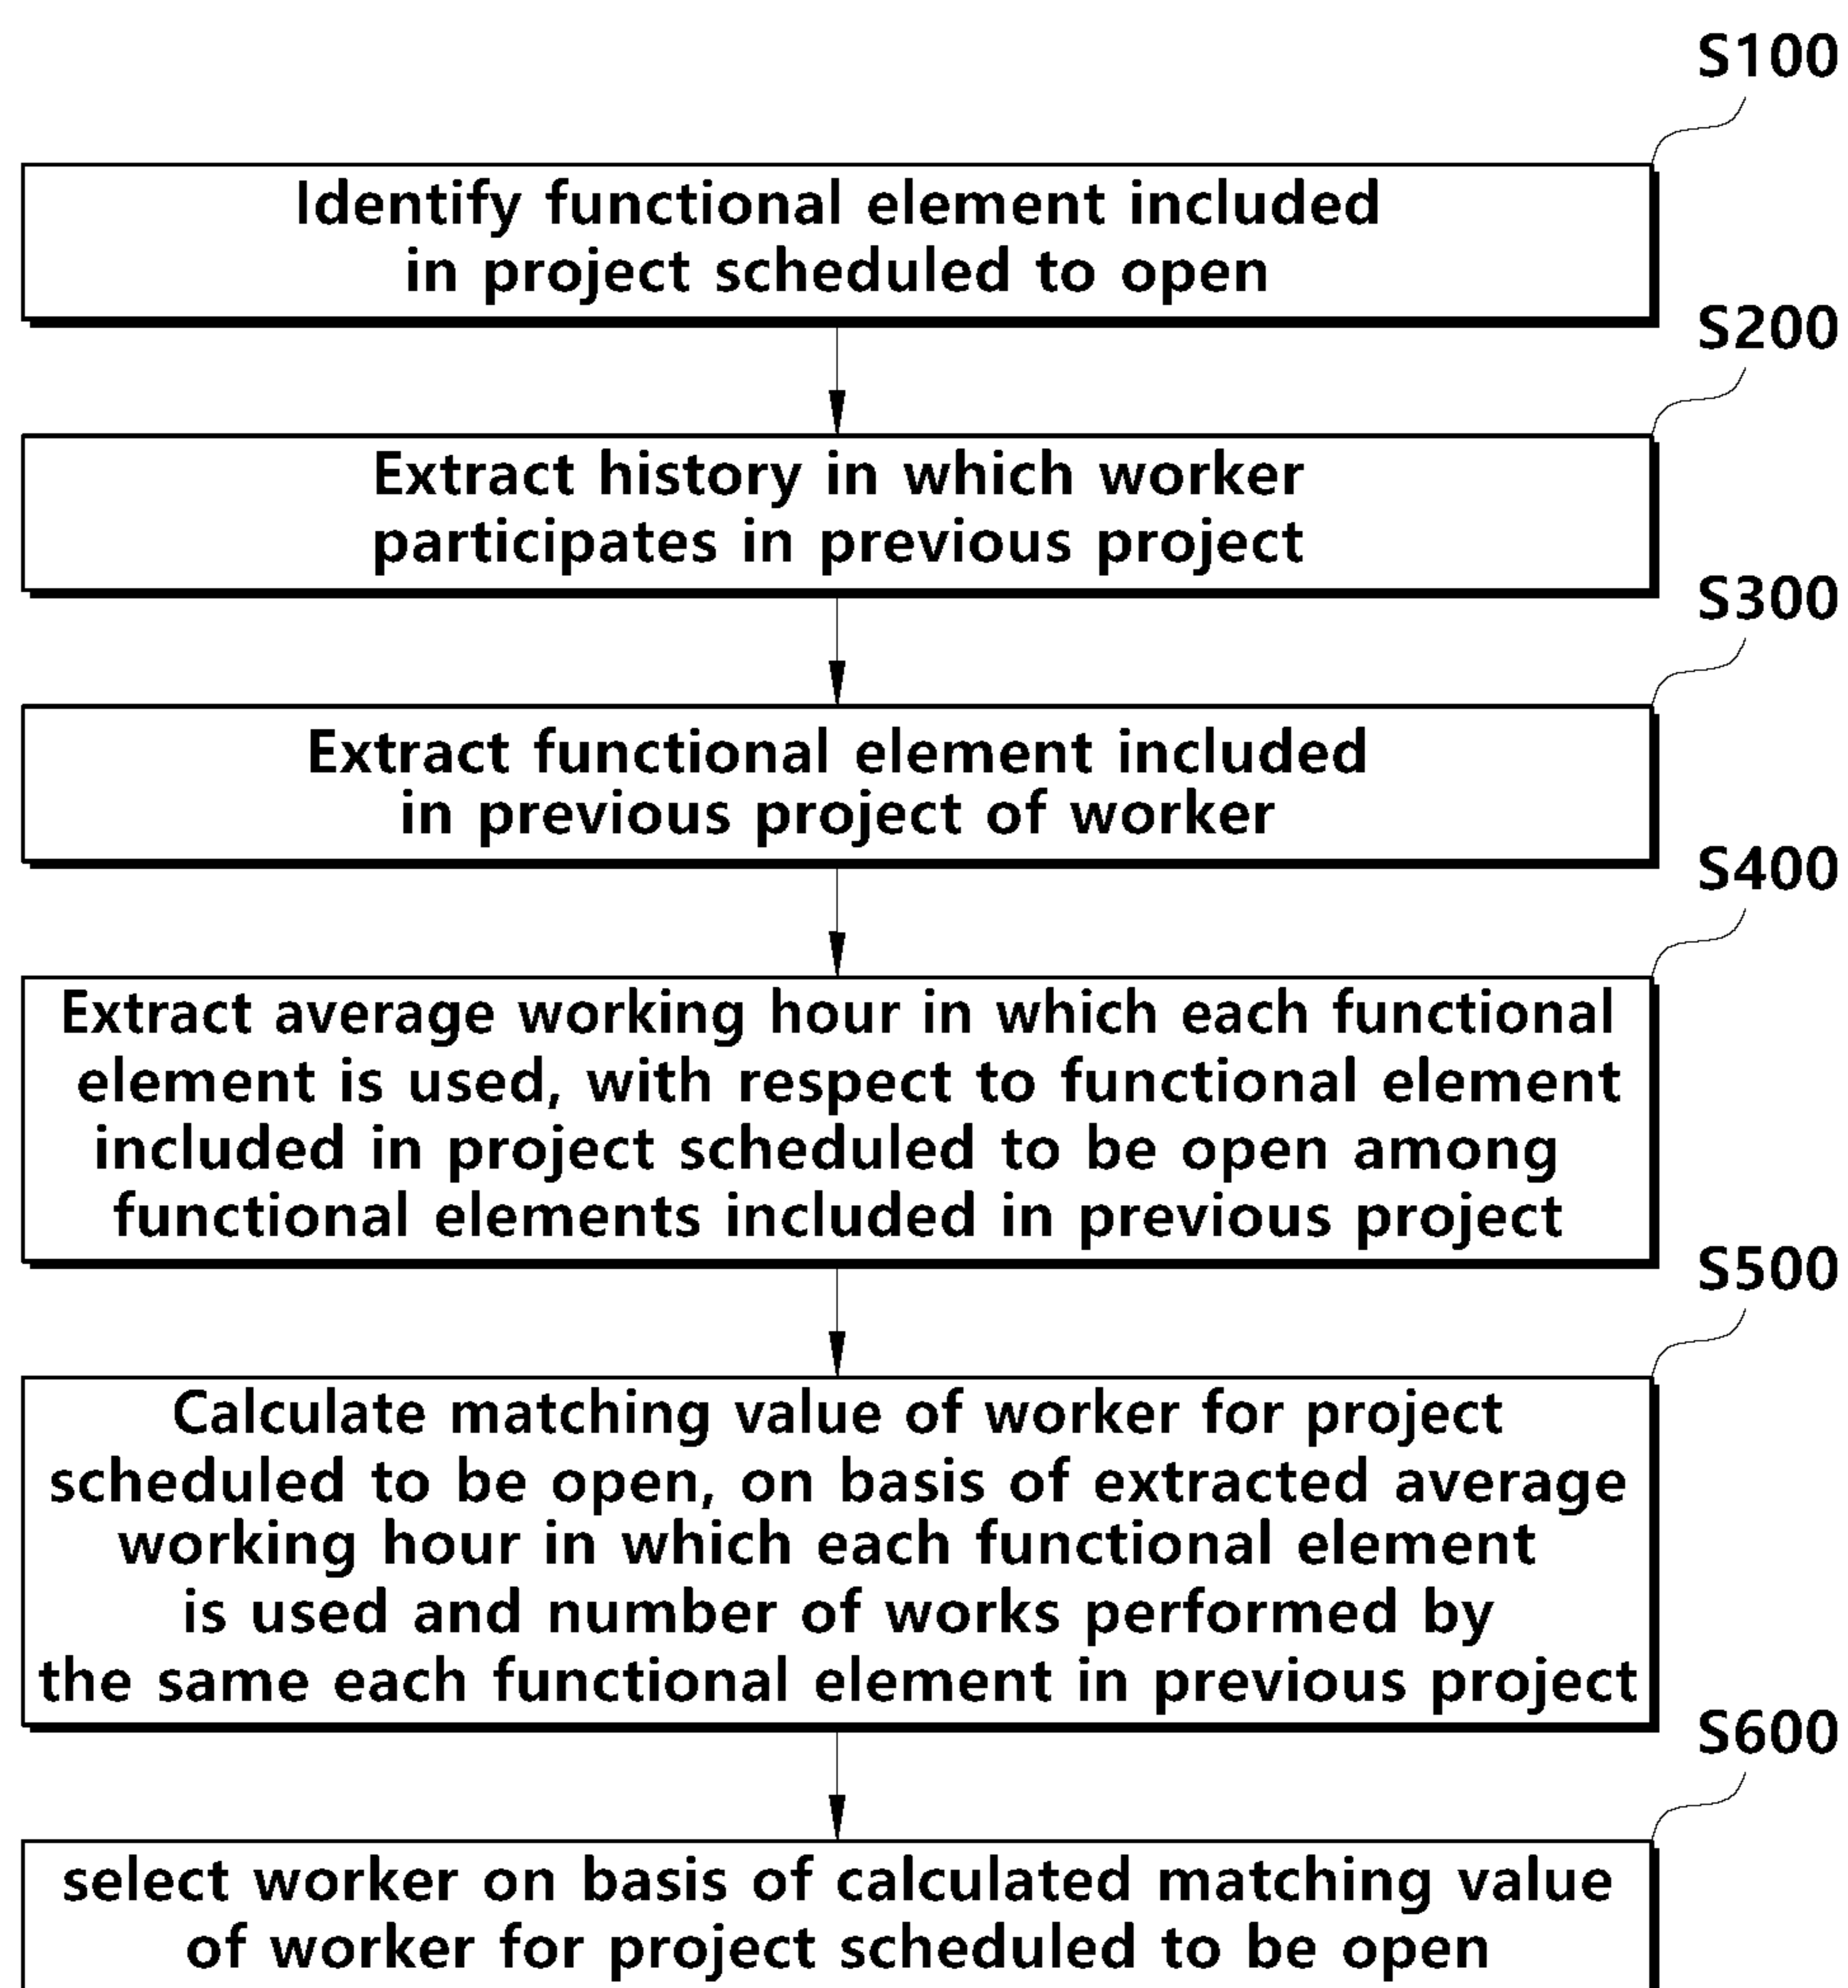 S100
Identify functional element included
in project scheduled to open
S200
Extract history in which worker
participates in previous project
S300
Extract functional element included
in previous project of worker
S400
Extract average working hour in which each functional
element is used, with respect to functional element
included in project scheduled to be open among
functional elements included in previous project
S500
Calculate matching value of worker for project
scheduled to be open, on basis of extracted average
working hour in which each functional element
is used and number of works performed by
the same each functional element in previous project
S600
select worker on basis of calculated matching value
of worker for project scheduled to be open